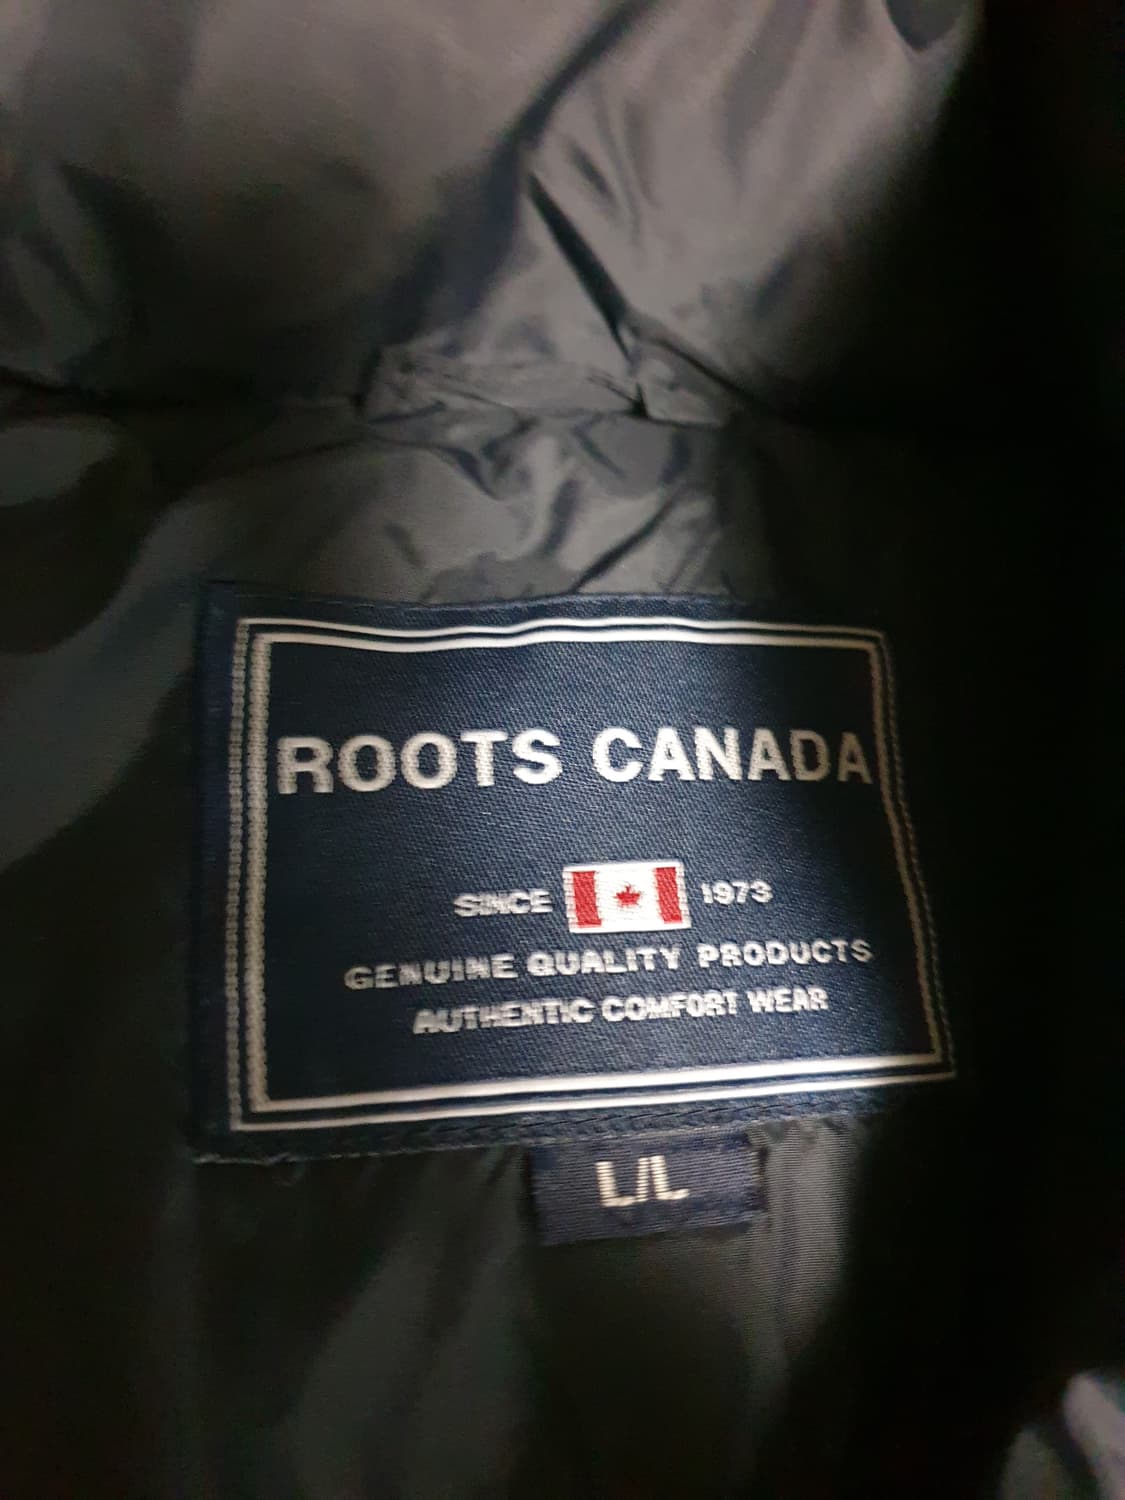 ROOTS CANADA
SINCE 1973
GENUINE QUALITY PRODUCTS
AUTHENTIC COMFORT WEAR
L/L